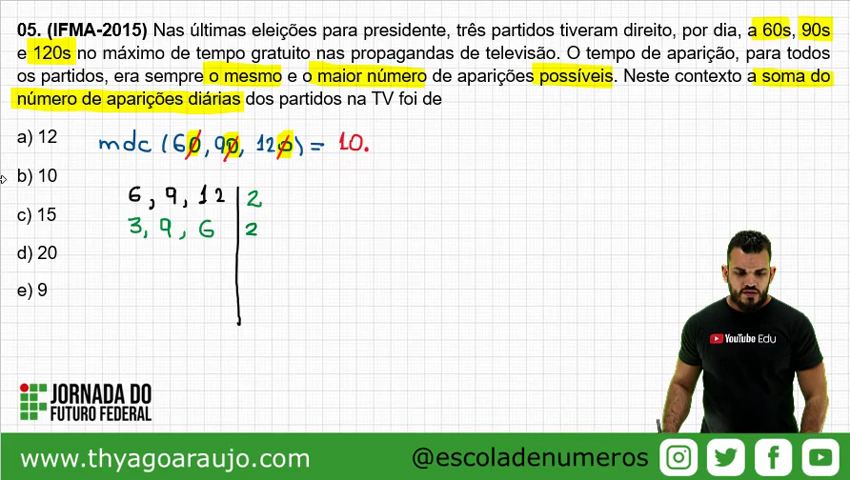 05. (IFMA-2015) Nas últimas eleições para presidente, três partidos tiveram direito, por dia, a 60s, 90s
e 120s no máximo de tempo gratuito nas propagandas de televisão. O tempo de aparição, para todos
os partidos, era sempre o mesmo e o maior número de aparições possíveis. Neste contexto a soma do
número de aparições diárias dos partidos na TV foi de
a) 12
mdc (60, 90, 120) = 10.
b) 10
6, 9, 12 | 2
c) 15
3, 9, 6 | 2
d) 20
e) 9
YouTube Edu
JORNADA DO
FUTURO FEDERAL
www.thyagoaraujo.com
@escoladenumeros